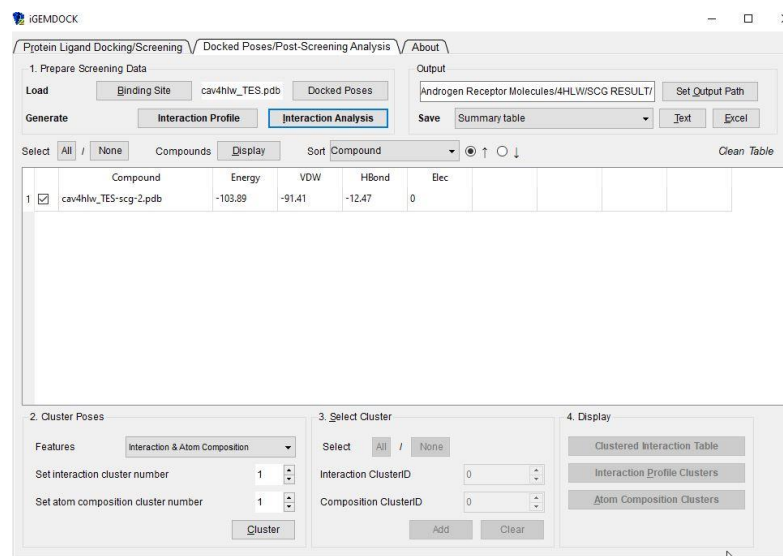 iGEMDOCK
Protein Ligand Docking/Screening Docked Poses/Post-Screening Analysis About
1. Prepare Screening Data
Load Binding Site cav4hlw_TES.pdb Docked Poses
Generate Interaction Profile Interaction Analysis
Output
Androgen Receptor Molecules/4HLW/SCG RESULT/ Set Output Path
Save Summary table Text Excel
Select All / None Compounds Display Sort Compound ↑ ↓ Clean Table
Compound Energy VDW HBond Elec
1 cav4hlw_TES-scg-2.pdb -103.89 -91.41 -12.47 0
2. Cluster Poses
Features Interaction & Atom Composition
Set interaction cluster number 1
Set atom composition cluster number 1
Cluster
3. Select Cluster
Select All / None
Interaction ClusterID 0
Composition ClusterID 0
Add Clear
4. Display
Clustered Interaction Table
Interaction Profile Clusters
Atom Composition Clusters